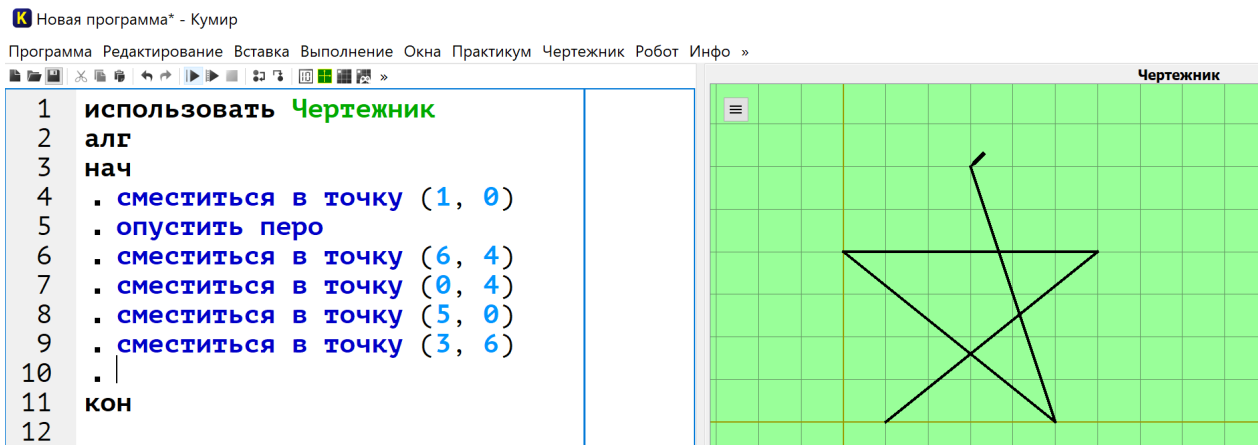 K Новая программа* - Кумир
Программа Редактирование Вставка Выполнение Окна Практикум Чертежник Робот Инфо »
»
Чертежник
1 использовать Чертежник
2 алг
3 нач
4 . сместиться в точку (1, 0)
5 . опустить перо
6 . сместиться в точку (6, 4)
7 . сместиться в точку (0, 4)
8 . сместиться в точку (5, 0)
9 . сместиться в точку (3, 6)
10 .
11 кон
12